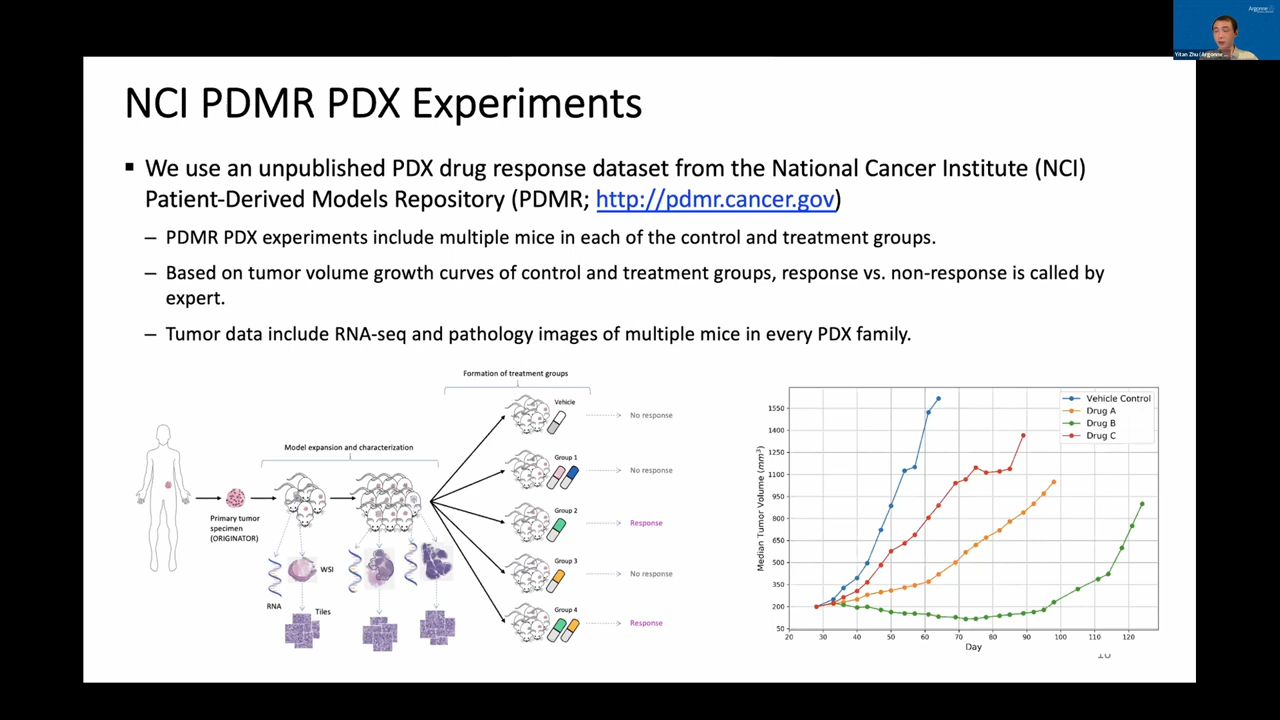 Argonne
Yitan Zhu (Argonne ...
NCI PDMR PDX Experiments
We use an unpublished PDX drug response dataset from the National Cancer Institute (NCI)
Patient-Derived Models Repository (PDMR; http://pdmr.cancer.gov)
– PDMR PDX experiments include multiple mice in each of the control and treatment groups.
– Based on tumor volume growth curves of control and treatment groups, response vs. non-response is called by
expert.
– Tumor data include RNA-seq and pathology images of multiple mice in every PDX family.
Formation of treatment groups
Vehicle
No response
Model expansion and characterization
Group 1
No response
Group 2
Response
Primary tumor
specimen
(ORIGINATOR)
Group 3
No response
WSI
RNA
Tiles
Group 4
Response
Vehicle Control
Drug A
Drug B
Drug C
Median Tumor Volume (mm³)
1550
1400
1250
1100
950
800
650
500
350
200
50
20 30 40 50 60 70 80 90 100 110 120
Day